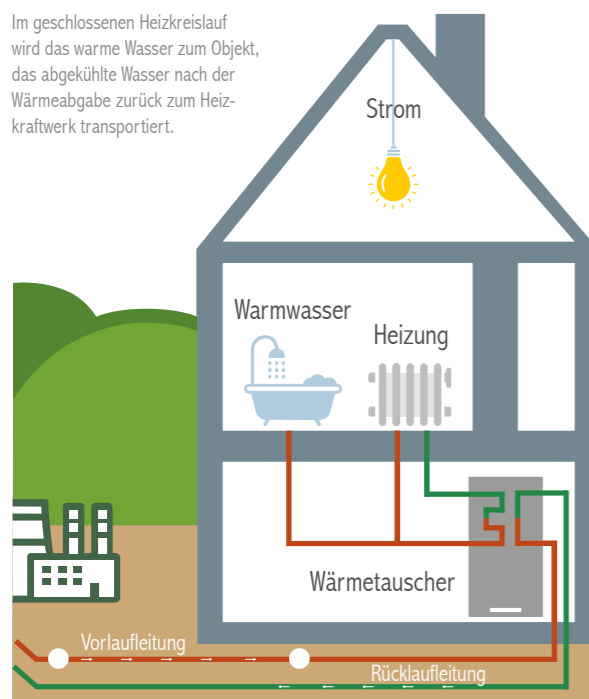 Im geschlossenen Heizkreislauf
wird das warme Wasser zum Objekt,
das abgekühlte Wasser nach der
Wärmeabgabe zurück zum Heiz-
kraftwerk transportiert.
Strom
Warmwasser
Heizung
Wärmetauscher
Vorlaufleitung
Rücklaufleitung